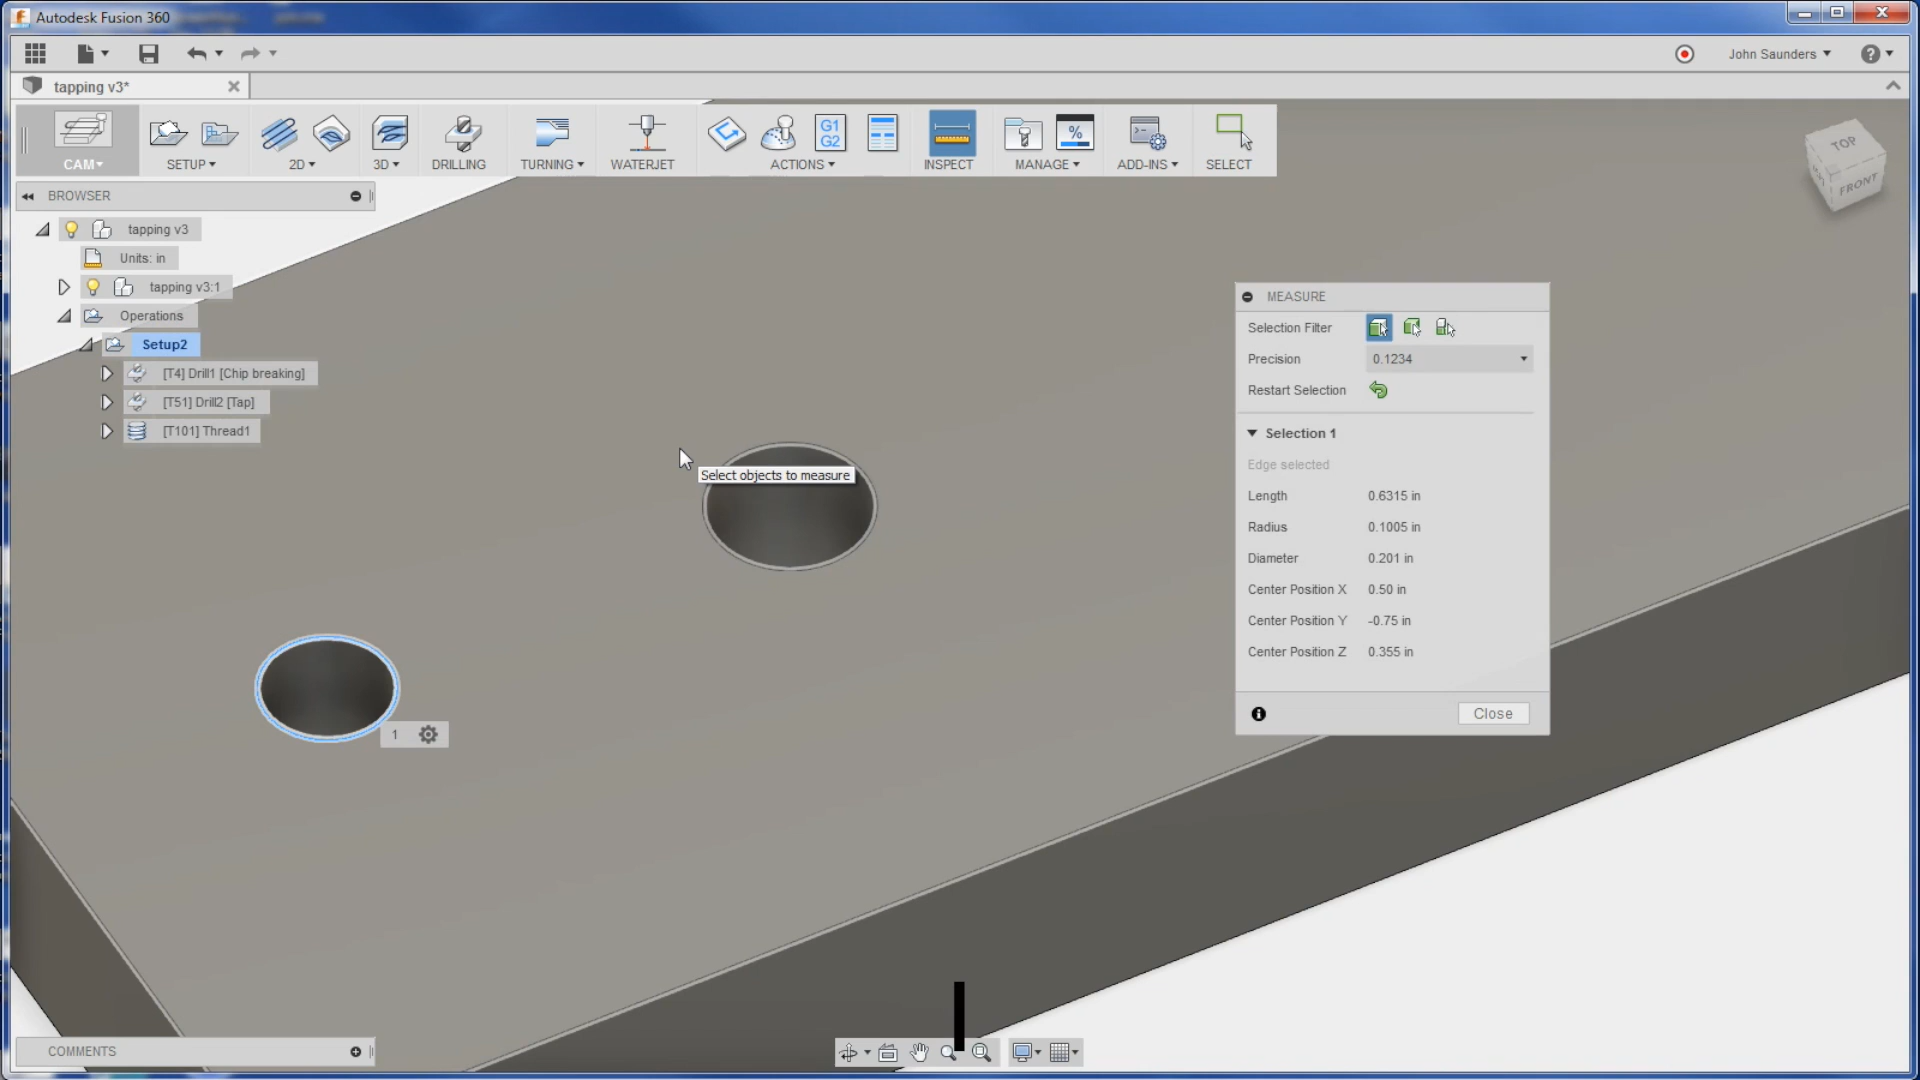 Autodesk Fusion 360
John Saunders
tapping v3*
CAM SETUP 2D 3D DRILLING TURNING WATERJET ACTIONS INSPECT MANAGE ADD-INS SELECT
G1
G2
%
TOP
FRONT
BROWSER
tapping v3
Units: in
tapping v3:1
Operations
Setup2
[T4] Drill1 [Chip breaking]
[T51] Drill2 [Tap]
[T101] Thread1
Select objects to measure
1
MEASURE
Selection Filter
Precision 0.1234
Restart Selection
Selection 1
Edge selected
Length 0.6315 in
Radius 0.1005 in
Diameter 0.201 in
Center Position X 0.50 in
Center Position Y -0.75 in
Center Position Z 0.355 in
Close
COMMENTS